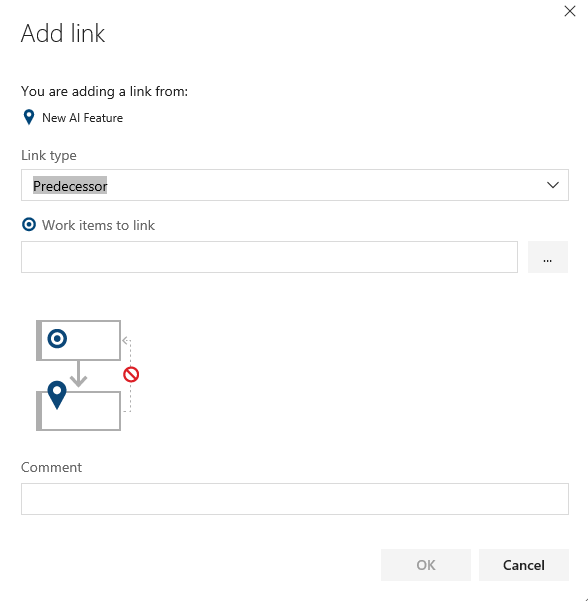 Add link
You are adding a link from:
New AI Feature
Link type
Predecessor
Work items to link
...
Comment
OK
Cancel